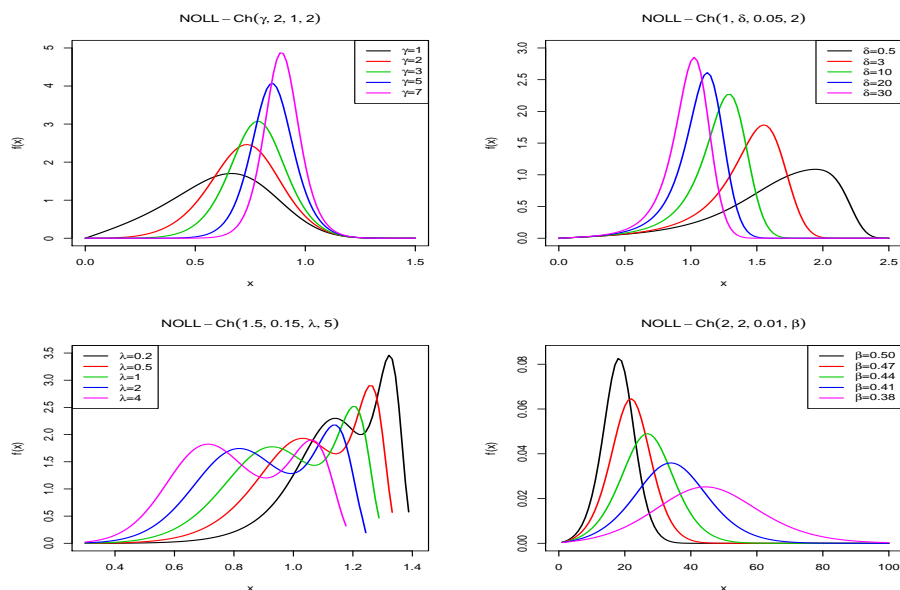 NOLL − Ch(γ, 2, 1, 2)
f(x)
5
4
3
2
1
0
γ=1
γ=2
γ=3
γ=5
γ=7
0.0 0.5 1.0 1.5
x
NOLL − Ch(1, δ, 0.05, 2)
f(x)
3.0
2.5
2.0
1.5
1.0
0.5
0.0
δ=0.5
δ=3
δ=10
δ=20
δ=30
0.0 0.5 1.0 1.5 2.0 2.5
x
NOLL − Ch(1.5, 0.15, λ, 5)
f(x)
3.5
3.0
2.5
2.0
1.5
1.0
0.5
0.0
λ=0.2
λ=0.5
λ=1
λ=2
λ=4
0.4 0.6 0.8 1.0 1.2 1.4
x
NOLL − Ch(2, 2, 0.01, β)
f(x)
0.08
0.06
0.04
0.02
0.00
β=0.50
β=0.47
β=0.44
β=0.41
β=0.38
0 20 40 60 80 100
x